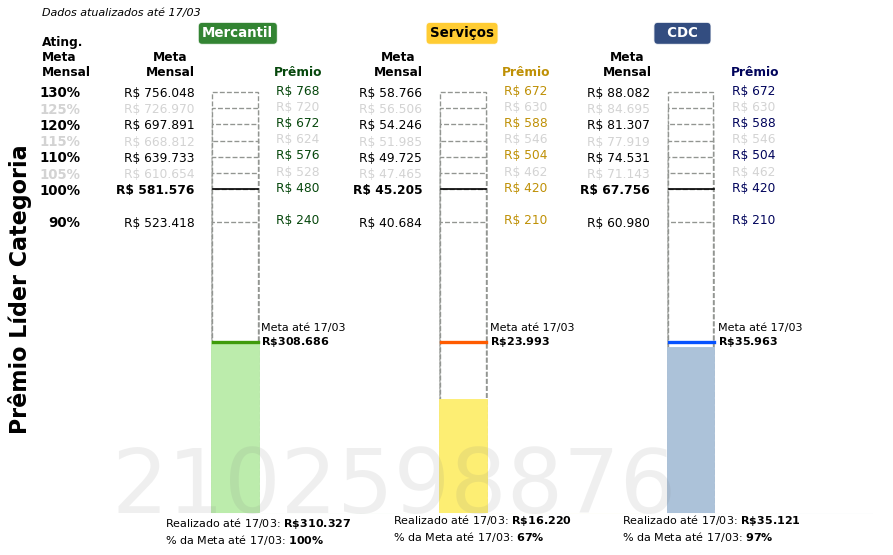 Dados atualizados até 17/03
Mercantil Serviços CDC
Ating. Meta Mensal Meta Mensal Prêmio Meta Mensal Prêmio Meta Mensal Prêmio
130% R$ 756.048 R$ 768 R$ 58.766 R$ 672 R$ 88.082 R$ 672
125% R$ 726.970 R$ 720 R$ 56.506 R$ 630 R$ 84.695 R$ 630
120% R$ 697.891 R$ 672 R$ 54.246 R$ 588 R$ 81.307 R$ 588
115% R$ 668.812 R$ 624 R$ 51.985 R$ 546 R$ 77.919 R$ 546
110% R$ 639.733 R$ 576 R$ 49.725 R$ 504 R$ 74.531 R$ 504
105% R$ 610.654 R$ 528 R$ 47.465 R$ 462 R$ 71.143 R$ 462
100% R$ 581.576 R$ 480 R$ 45.205 R$ 420 R$ 67.756 R$ 420
90% R$ 523.418 R$ 240 R$ 40.684 R$ 210 R$ 60.980 R$ 210
Prêmio Líder Categoria
Meta até 17/03 Meta até 17/03 Meta até 17/03
R$308.686 R$23.993 R$35.963
2102598876
Realizado até 17/03: R$310.327 Realizado até 17/03: R$16.220 Realizado até 17/03: R$35.121
% da Meta até 17/03: 100% % da Meta até 17/03: 67% % da Meta até 17/03: 97%